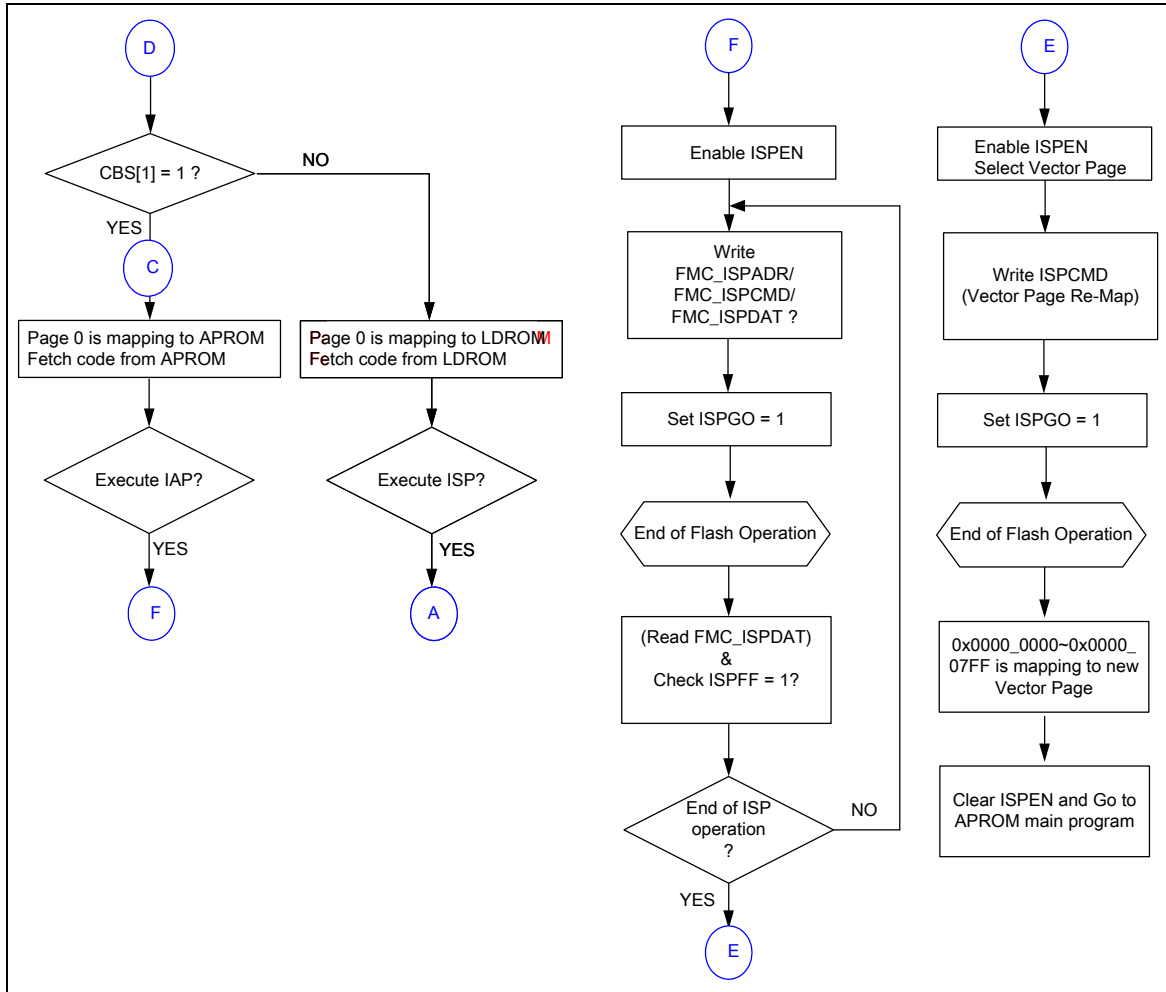 D
CBS[1] = 1 ?
NO
YES
C
Page 0 is mapping to APROM
Fetch code from APROM
Page 0 is mapping to LDROM
Fetch code from LDROM
Execute IAP?
Execute ISP?
YES
YES
F
A
F
Enable ISPEN
Write
FMC_ISPADR/
FMC_ISPCMD/
FMC_ISPDAT ?
Set ISPGO = 1
End of Flash Operation
(Read FMC_ISPDAT)
&
Check ISPFF = 1?
End of ISP
operation
?
NO
YES
E
E
Enable ISPEN
Select Vector Page
Write ISPCMD
(Vector Page Re-Map)
Set ISPGO = 1
End of Flash Operation
0x0000_0000~0x0000_
07FF is mapping to new
Vector Page
Clear ISPEN and Go to
APROM main program